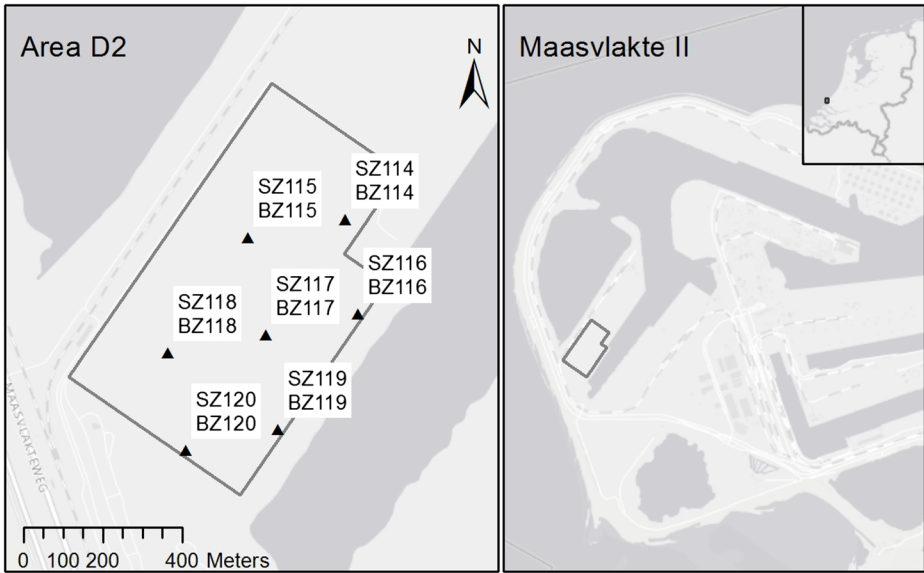 Area D2
N
SZ114
BZ114
SZ115
BZ115
SZ116
BZ116
SZ117
BZ117
SZ118
BZ118
SZ119
BZ119
SZ120
BZ120
MAASVLAKTEWEG
0 100 200 400 Meters
Maasvlakte II